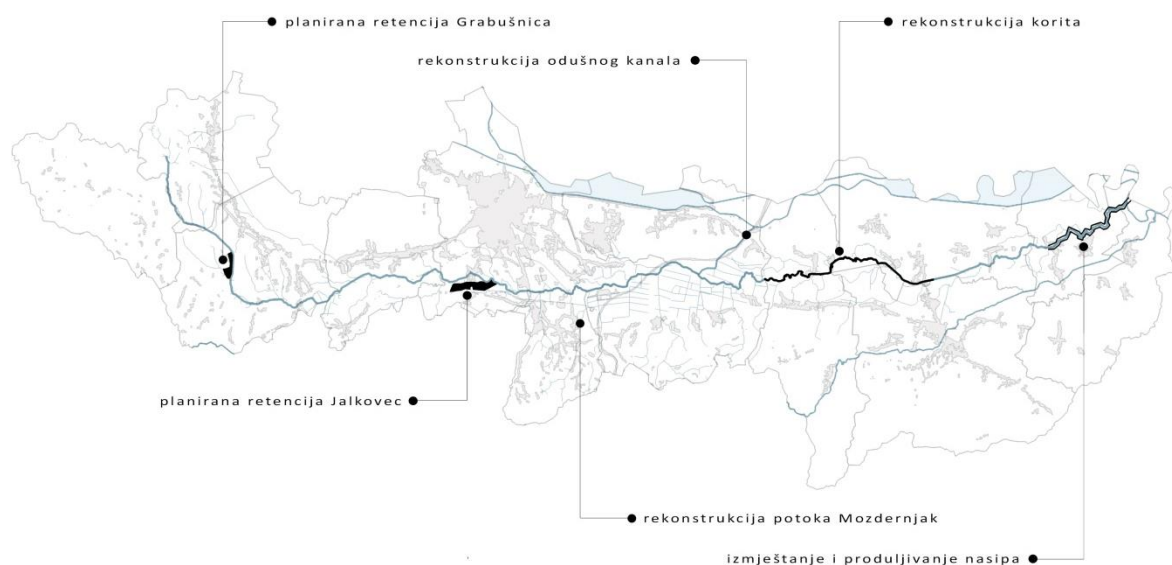 planirana retencija Grabušnica
rekonstrukcija korita
rekonstrukcija odušnog kanala
planirana retencija Jalkovec
rekonstrukcija potoka Mozdernjak
izmještanje i produljivanje nasipa